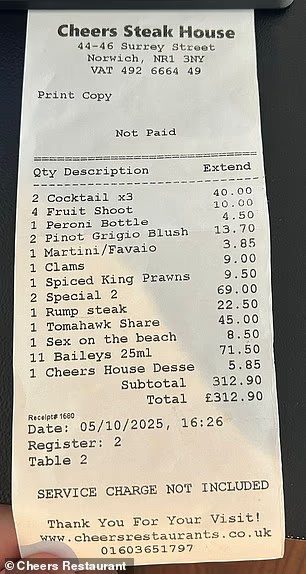 Cheers Steak House
44-46 Surrey Street
Norwich, NR1 3NY
VAT 492 6664 49
Print Copy
Not Paid
Qty Description Extend
2 Cocktail x3 40.00
4 Fruit Shoot 10.00
1 Peroni Bottle 4.50
2 Pinot Grigio Blush 13.70
1 Martini/Favaio 3.85
1 Clams 9.00
1 Spiced King Prawns 9.50
2 Special 2 69.00
1 Rump steak 22.50
1 Tomahawk Share 45.00
1 Sex on the beach 8.50
11 Baileys 25ml 71.50
1 Cheers House Desse 5.85
Subtotal 312.90
Total £312.90
Receipt# 1680
Date: 05/10/2025, 16:26
Register: 2
Table 2
SERVICE CHARGE NOT INCLUDED
Thank You For Your Visit!
www.cheersrestaurants.co.uk
01603651797
©Cheers Restaurant